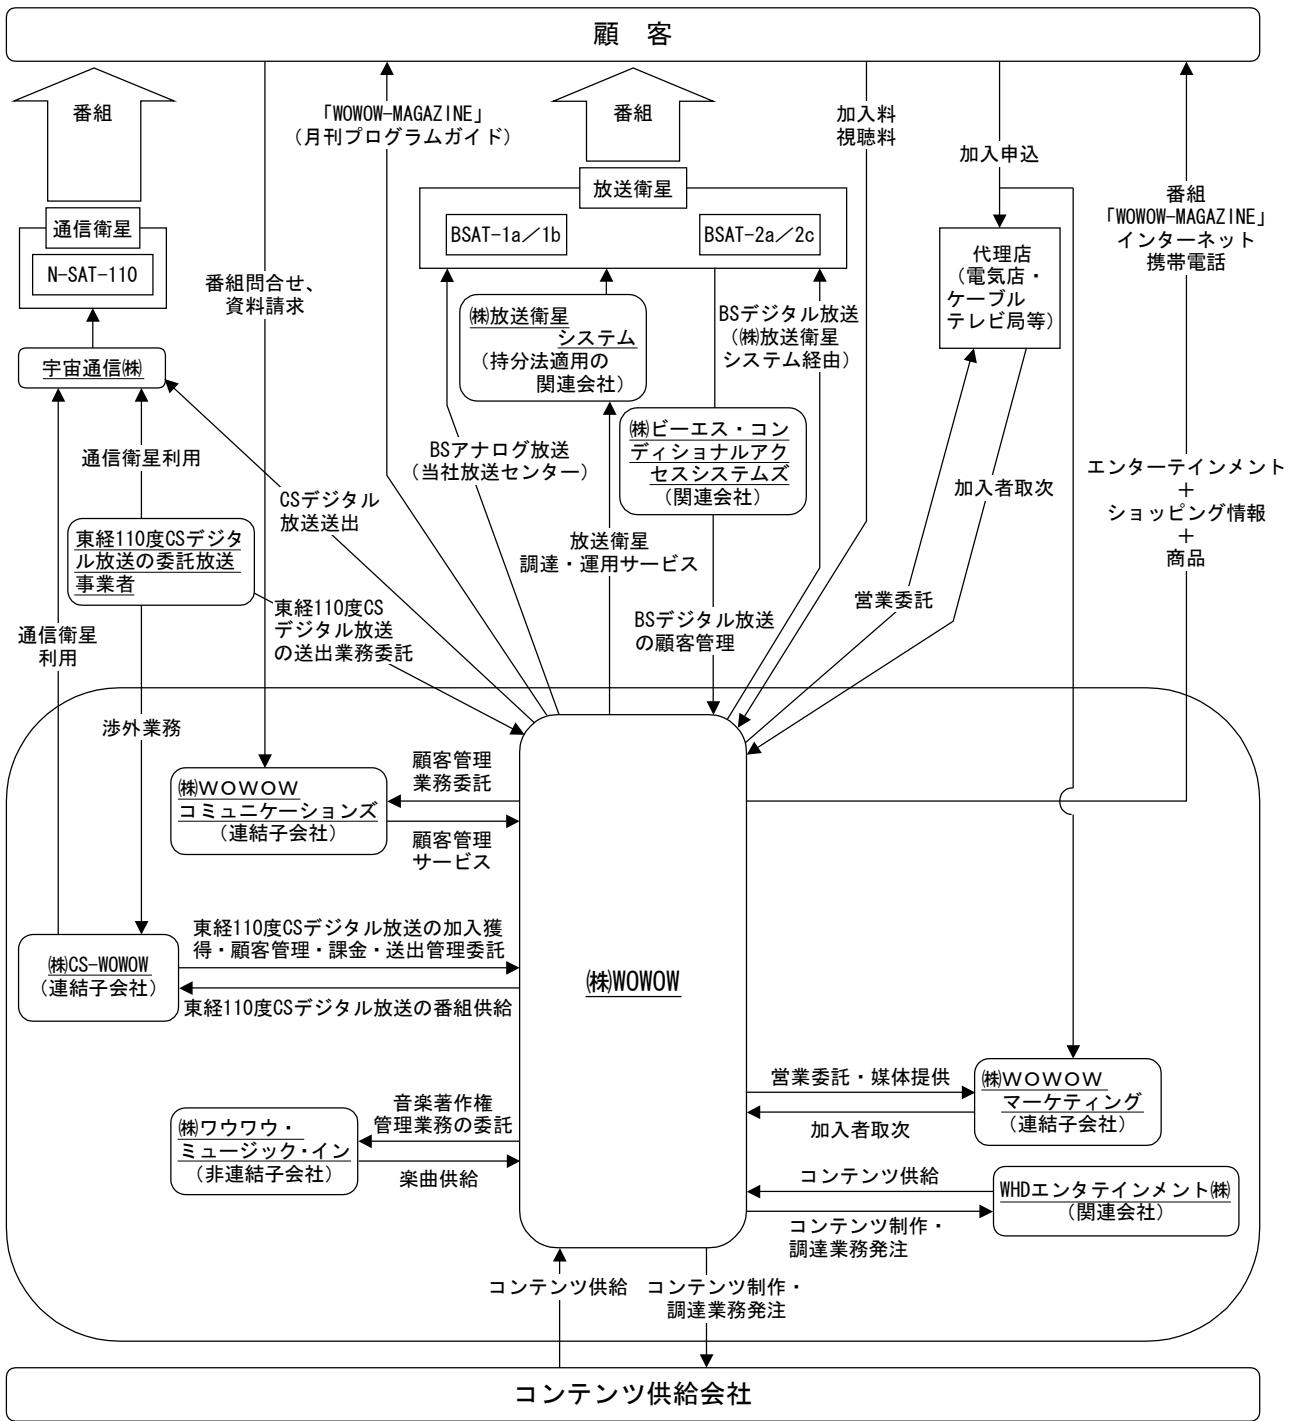 顧　客
番組
「WOWOW-MAGAZINE」
（月刊プログラムガイド）
番組
加入料
視聴料
加入申込
番組
「WOWOW-MAGAZINE」
インターネット
携帯電話
通信衛星
N-SAT-110
放送衛星
BSAT-1a／1b
BSAT-2a／2c
代理店
（電気店・
ケーブル
テレビ局等）
番組問合せ、
資料請求
㈱放送衛星
システム
（持分法適用の
関連会社）
BSデジタル放送
（㈱放送衛星
システム経由）
宇宙通信㈱
通信衛星利用
BSアナログ放送
（当社放送センター）
㈱ビーエス・コン
ディショナルアク
セスシステムズ
（関連会社）
加入者取次
エンターテインメント
＋
ショッピング情報
＋
商品
CSデジタル
放送送出
東経110度CSデジタ
ル放送の委託放送
事業者
放送衛星
調達・運用サービス
営業委託
通信衛星
利用
東経110度CS
デジタル放送
の送出業務委託
BSデジタル放送
の顧客管理
渉外業務
㈱WOWOW
コミュニケーションズ
（連結子会社）
顧客管理
業務委託
顧客管理
サービス
㈱CS-WOWOW
（連結子会社）
東経110度CSデジタル放送の加入獲
得・顧客管理・課金・送出管理委託
東経110度CSデジタル放送の番組供給
㈱WOWOW
営業委託・媒体提供
加入者取次
㈱WOWOW
マーケティング
（連結子会社）
㈱ワウワウ・
ミュージック・イン
（非連結子会社）
音楽著作権
管理業務の委託
楽曲供給
コンテンツ供給
コンテンツ制作・
調達業務発注
WHDエンタテインメント㈱
（関連会社）
コンテンツ供給
コンテンツ制作・
調達業務発注
コンテンツ供給会社